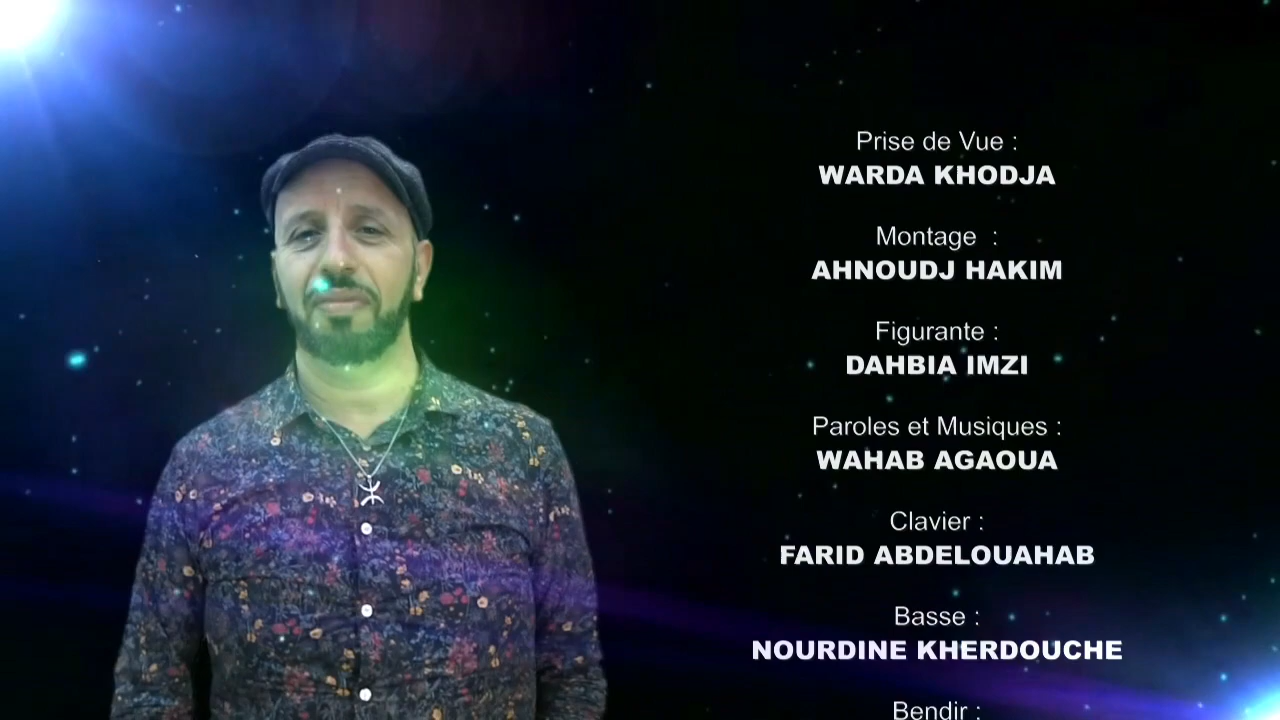 Prise de Vue :
WARDA KHODJA
Montage  :
AHNOUDJ HAKIM
Figurante :
DAHBIA IMZI
Paroles et Musiques :
WAHAB AGAOUA
Clavier :
FARID ABDELOUAHAB
Basse :
NOURDINE KHERDOUCHE
Bendir :